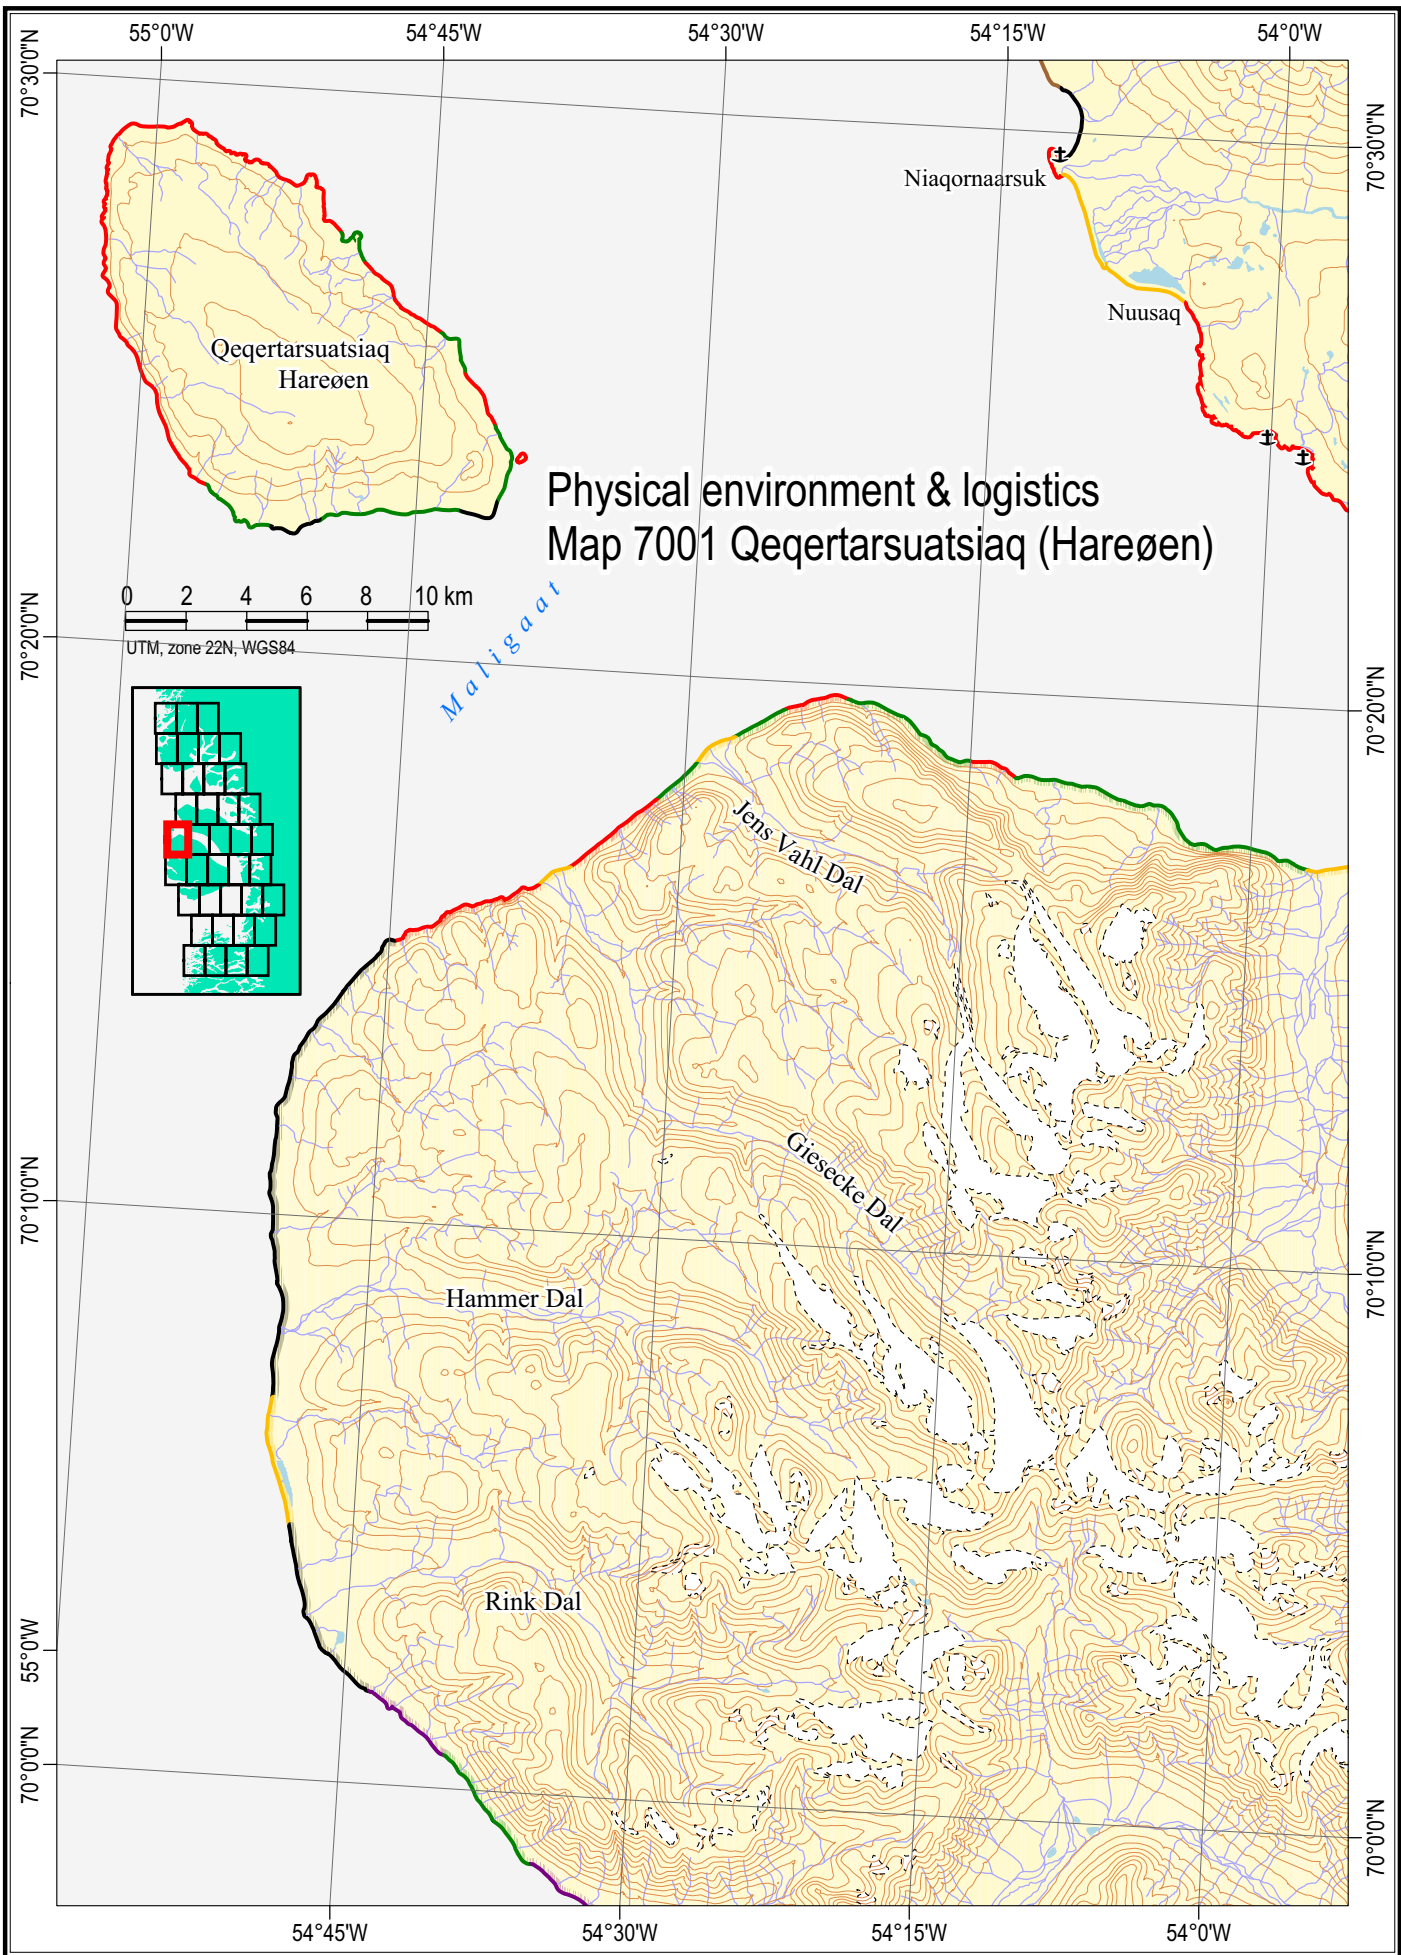 55°0'W
54°45'W
54°30'W
54°15'W
54°0'W
70°30'0"N
70°30'0"N
Niaqornaarsuk
Nuusaq
Qeqertarsuatsiaq
Hareøen
Physical environment & logistics
Map 7001 Qeqertarsuatsiaq (Hareøen)
0 2 4 6 8 10 km
UTM, zone 22N, WGS84
Maligaat
70°20'0"N
70°20'0"N
Jens Vahl Dal
Giesecke Dal
70°10'0"N
70°10'0"N
Hammer Dal
Rink Dal
55°0'W
70°0'0"N
70°0'0"N
54°45'W
54°30'W
54°15'W
54°0'W